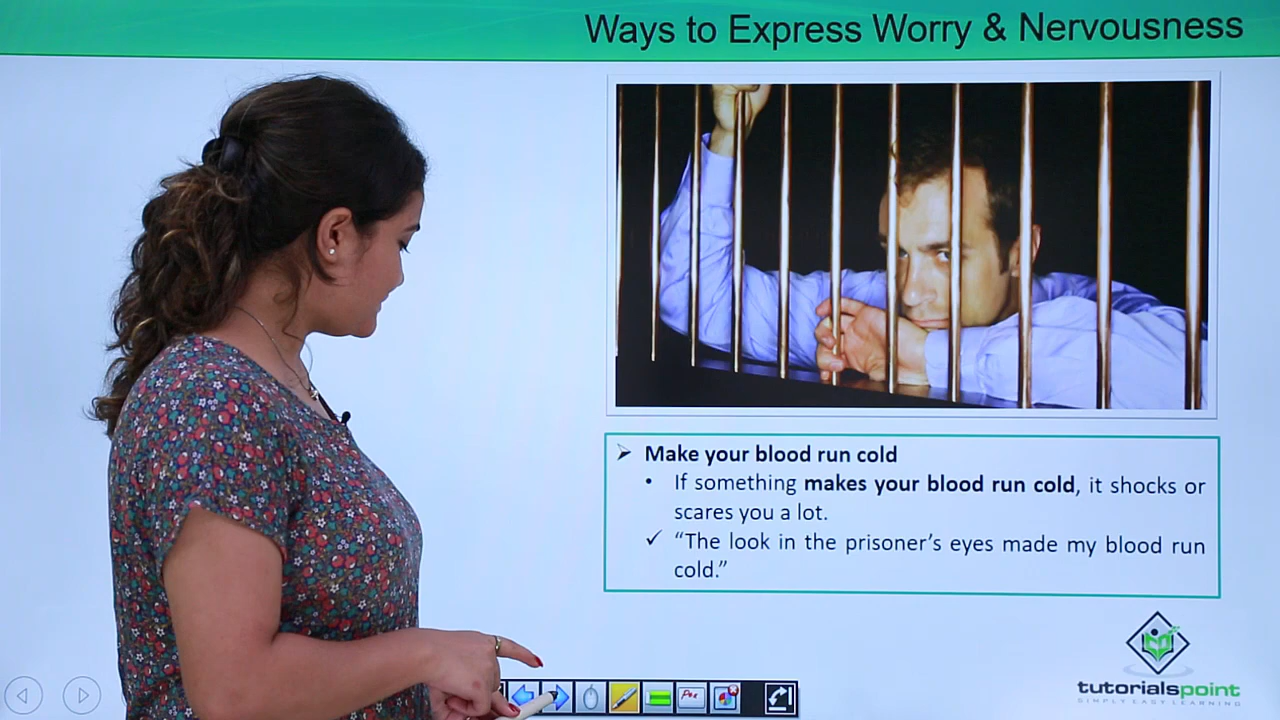 Ways to Express Worry & Nervousness
➢ Make your blood run cold
• If something makes your blood run cold, it shocks or
scares you a lot.
✓ “The look in the prisoner’s eyes made my blood run
cold.”
Pen
tutorialspoint
SIMPLY EASY LEARNING